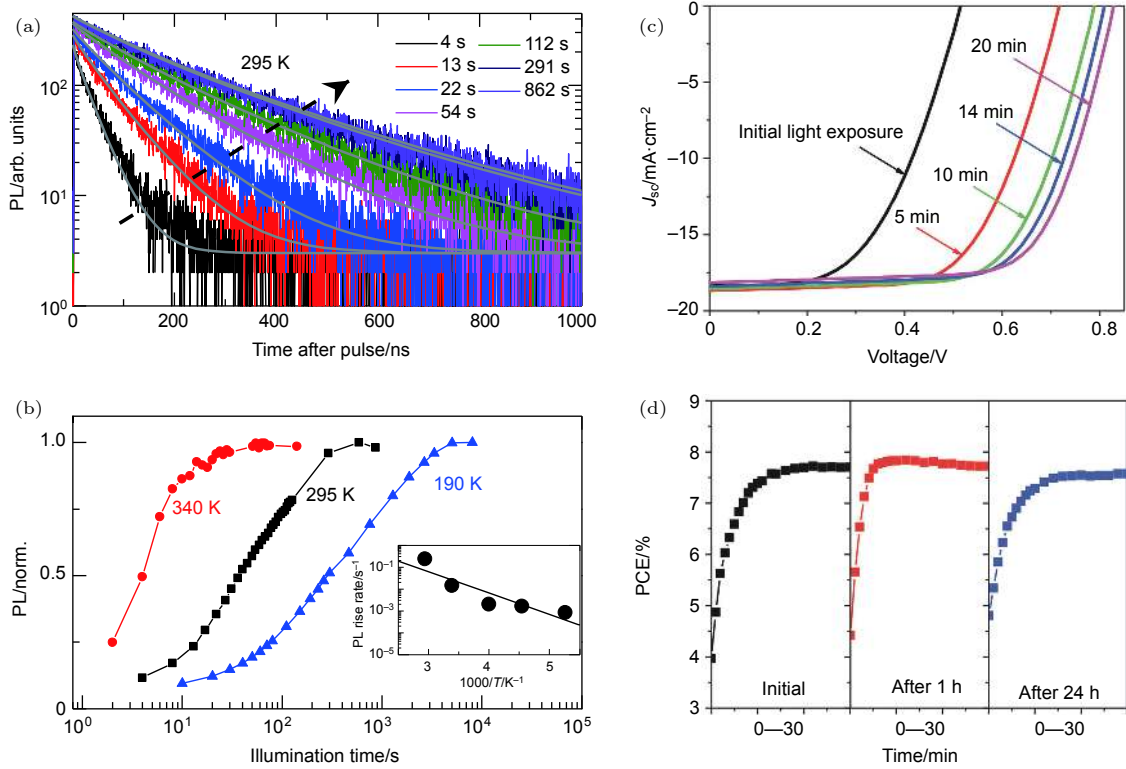 (a)
PL/arb. units
10²
10¹
10⁰
295 K
4 s
13 s
22 s
54 s
112 s
291 s
862 s
0
200
400
600
800
1000
Time after pulse/ns
(b)
PL/norm.
1.0
0.5
0
340 K
295 K
190 K
PL rise rate/s⁻¹
10⁻¹
10⁻³
10⁻⁵
3
4
5
1000/T/K⁻¹
10⁰
10¹
10²
10³
10⁴
10⁵
Illumination time/s
(c)
Jsc/mA·cm⁻²
0
−5
−10
−15
−20
Initial light exposure
5 min
10 min
14 min
20 min
0
0.2
0.4
0.6
0.8
Voltage/V
(d)
PCE/%
9
8
7
6
5
4
3
Initial
After 1 h
After 24 h
0—30
0—30
0—30
Time/min